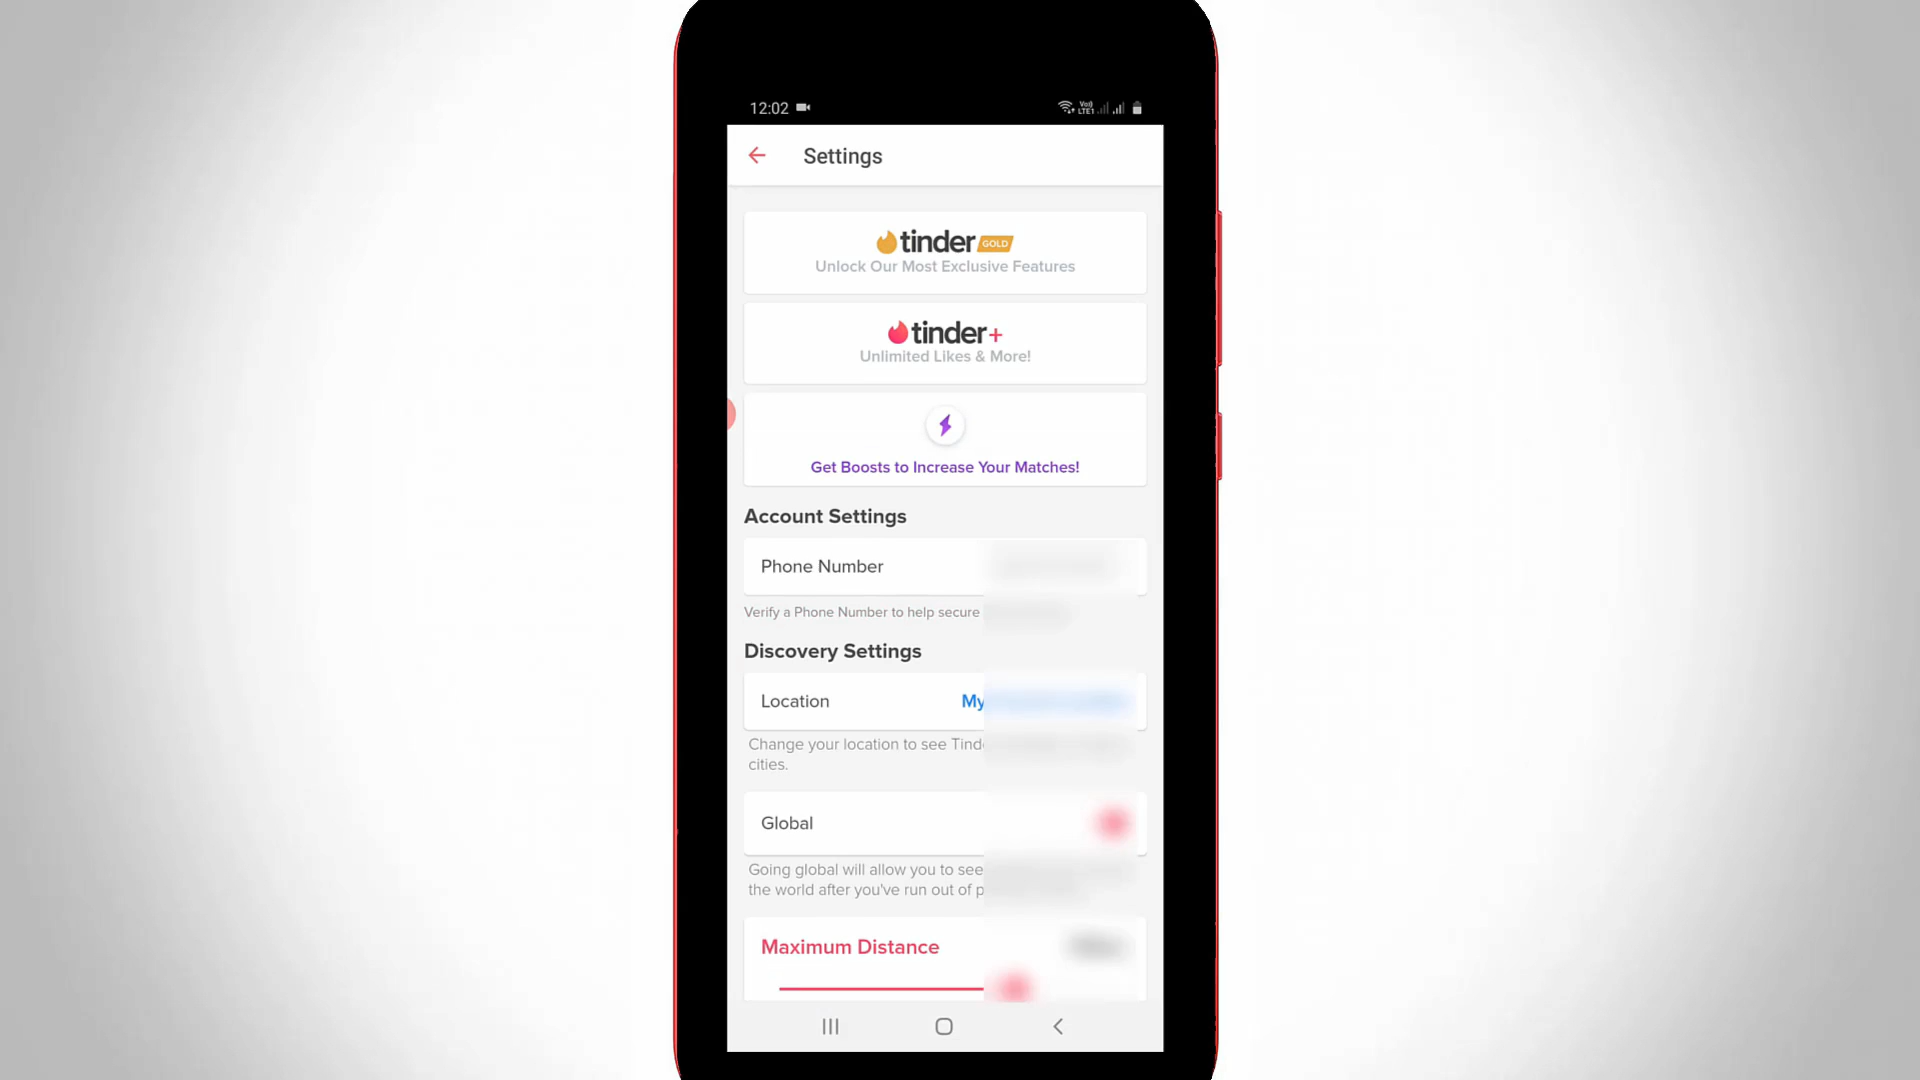 12:02
Settings
tinder GOLD
Unlock Our Most Exclusive Features
tinder+
Unlimited Likes & More!
Get Boosts to Increase Your Matches!
Account Settings
Phone Number
Verify a Phone Number to help secure
Discovery Settings
Location My
Change your location to see
cities.
Global
Going global will allow you to see
the world after you've run out of
Maximum Distance